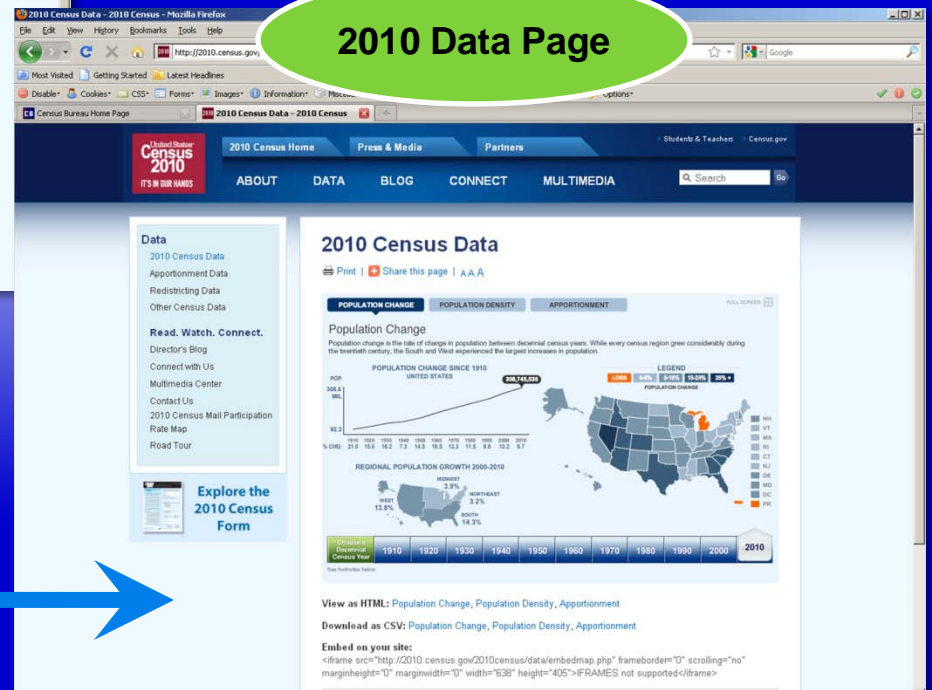 2010 Data Page
2010 Census Data - 2010 Census - Mozilla Firefox
File Edit View History Bookmarks Tools Help
http://2010.census.gov
Google
Most Visited Getting Started Latest Headlines
Disable Cookies CSS Forms Images Information Options
Census Bureau Home Page
2010 Census Data - 2010 Census
United States
Census
2010
IT'S IN OUR HANDS
2010 Census Home Press & Media Partners
Students & Teachers Census.gov
ABOUT DATA BLOG CONNECT MULTIMEDIA
Search Go
Data
2010 Census Data
Apportionment Data
Redistricting Data
Other Census Data
Read. Watch. Connect.
Director's Blog
Connect with Us
Multimedia Center
Contact Us
2010 Census Mail Participation
Rate Map
Road Tour
Explore the
2010 Census
Form
2010 Census Data
Print | Share this page | A A A
POPULATION CHANGE POPULATION DENSITY APPORTIONMENT
FULL SCREEN
Population Change
Population change is the rate of change in population between decennial census years. While every census region grew considerably during
the twentieth century, the South and West experienced the largest increases in population.
POPULATION CHANGE SINCE 1910
UNITED STATES
POP.
MIL
92.2
1910 1920 1930 1940 1950 1960 1970 1980 1990 2000 2010
% CHG: 21.0 15.0 16.2 7.3 14.5 18.5 13.3 11.5 9.8 13.2 9.7
LEGEND
LOSS 5-15% 15-25% 35% +
POPULATION CHANGE
NH
VT
MA
RI
CT
NJ
DE
MD
DC
PR
REGIONAL POPULATION GROWTH 2000-2010
MIDWEST
3.9%
NORTHEAST
3.2%
WEST
13.8%
SOUTH
14.3%
Choose a
Decennial
Census Year
1910 1920 1930 1940 1950 1960 1970 1980 1990 2000 2010
See footnotes below
View as HTML: Population Change, Population Density, Apportionment
Download as CSV: Population Change, Population Density, Apportionment
Embed on your site:
<iframe src="http://2010.census.gov/2010census/data/embedmap.php" frameborder="0" scrolling="no"
marginheight="0" marginwidth="0" width="638" height="405">IFRAMES not supported</iframe>